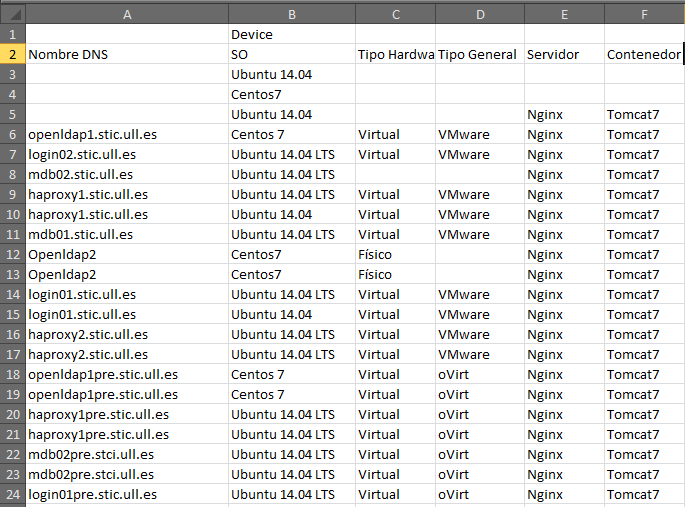 A B C D E F
1 Device
2 Nombre DNS SO Tipo Hardwa Tipo General Servidor Contenedor
3 Ubuntu 14.04
4 Centos7
5 Ubuntu 14.04 Nginx Tomcat7
6 openldap1.stic.ull.es Centos 7 Virtual VMware Nginx Tomcat7
7 login02.stic.ull.es Ubuntu 14.04 LTS Virtual VMware Nginx Tomcat7
8 mdb02.stic.ull.es Ubuntu 14.04 LTS Nginx Tomcat7
9 haproxy1.stic.ull.es Ubuntu 14.04 LTS Virtual VMware Nginx Tomcat7
10 haproxy1.stic.ull.es Ubuntu 14.04 Virtual VMware Nginx Tomcat7
11 mdb01.stic.ull.es Ubuntu 14.04 LTS Virtual VMware Nginx Tomcat7
12 Openldap2 Centos7 Físico Nginx Tomcat7
13 Openldap2 Centos7 Físico Nginx Tomcat7
14 login01.stic.ull.es Ubuntu 14.04 LTS Virtual VMware Nginx Tomcat7
15 login01.stic.ull.es Ubuntu 14.04 Virtual VMware Nginx Tomcat7
16 haproxy2.stic.ull.es Ubuntu 14.04 LTS Virtual VMware Nginx Tomcat7
17 haproxy2.stic.ull.es Ubuntu 14.04 LTS Virtual VMware Nginx Tomcat7
18 openldap1pre.stic.ull.es Centos 7 Virtual oVirt Nginx Tomcat7
19 openldap1pre.stic.ull.es Centos 7 Virtual oVirt Nginx Tomcat7
20 haproxy1pre.stic.ull.es Ubuntu 14.04 LTS Virtual oVirt Nginx Tomcat7
21 haproxy1pre.stic.ull.es Ubuntu 14.04 LTS Virtual oVirt Nginx Tomcat7
22 mdb02pre.stci.ull.es Ubuntu 14.04 LTS Virtual oVirt Nginx Tomcat7
23 mdb02pre.stci.ull.es Ubuntu 14.04 LTS Virtual oVirt Nginx Tomcat7
24 login01pre.stic.ull.es Ubuntu 14.04 LTS Virtual oVirt Nginx Tomcat7